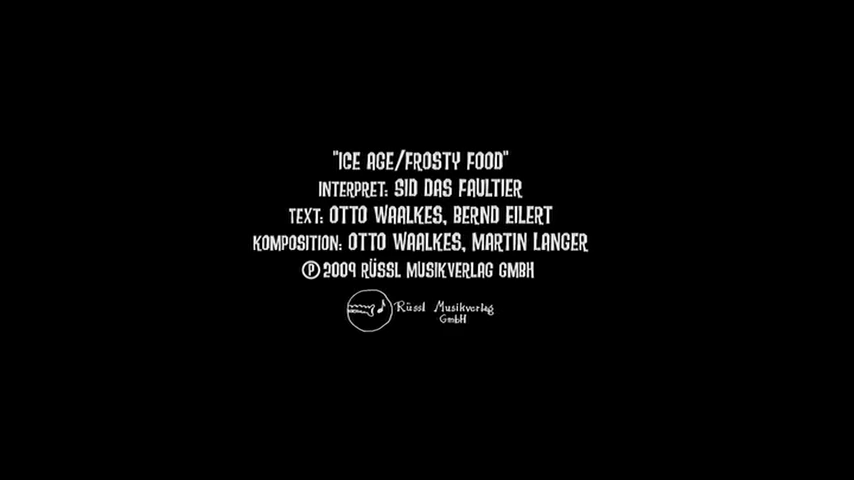 "ICE AGE/FROSTY FOOD"
INTERPRET: SID DAS FAULTIER
TEXT: OTTO WAALKES, BERND EILERT
KOMPOSITION: OTTO WAALKES, MARTIN LANGER
℗ 2009 RÜSSL MUSIKVERLAG GMBH
Rüssl Musikverlag
GmbH